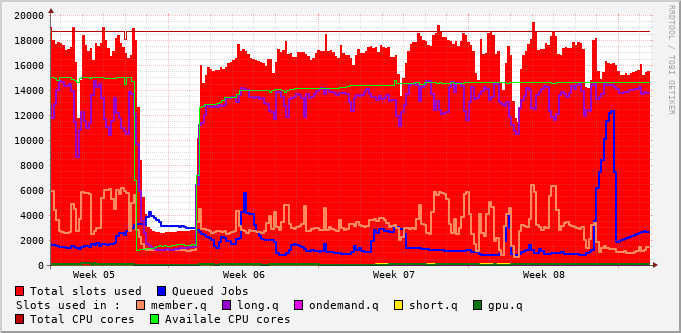 20000
18000
16000
14000
12000
10000
8000
6000
4000
2000
0
Week 05 Week 06 Week 07 Week 08
RRDTOOL / TOBI OETIKER
Total slots used Queued Jobs
Slots used in : member.q long.q ondemand.q short.q gpu.q
Total CPU cores Availale CPU cores